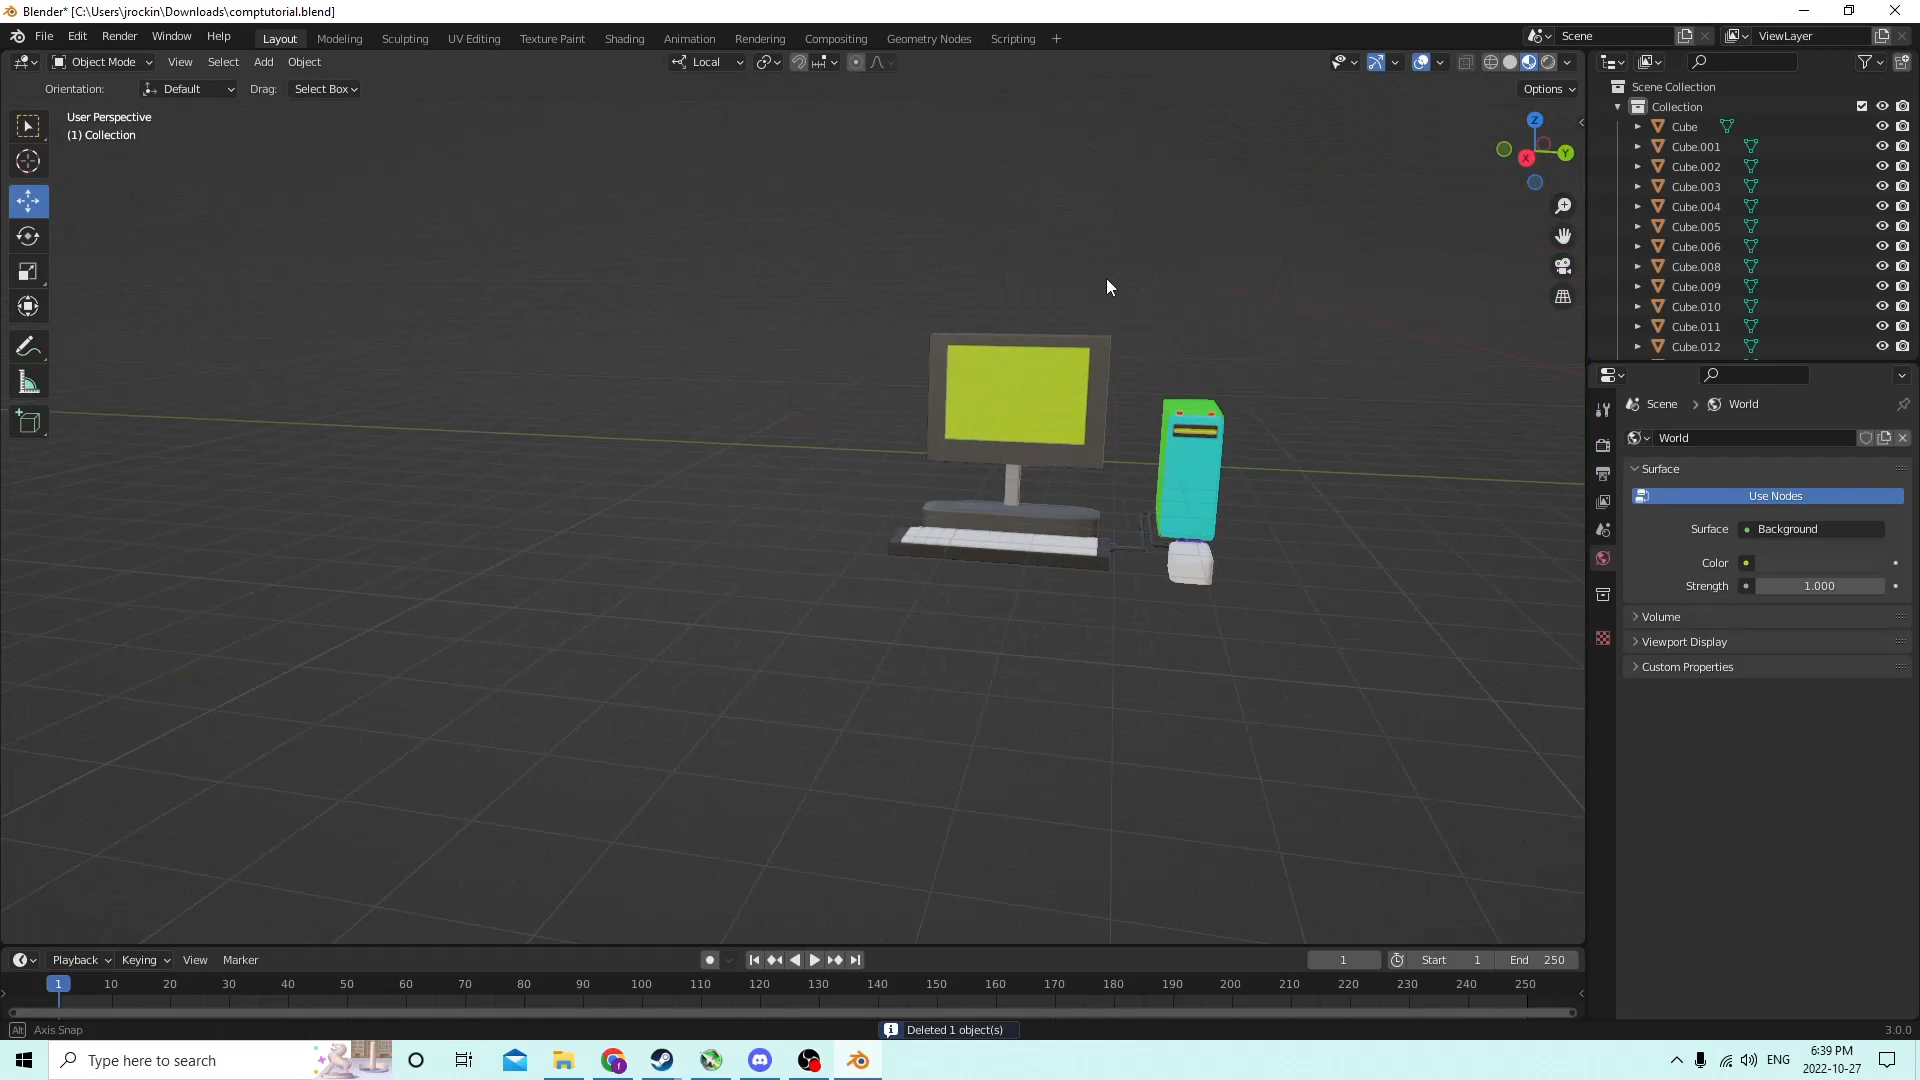 Blender* [C:\Users\jrockin\Downloads\comptutorial.blend]
File Edit Render Window Help Layout Modeling Sculpting UV Editing Texture Paint Shading Animation Rendering Compositing Geometry Nodes Scripting + Scene ViewLayer
Object Mode View Select Add Object Local
Orientation: Default Drag: Select Box Options
User Perspective
(1) Collection
Z
Y
X
Scene Collection
Collection
Cube
Cube.001
Cube.002
Cube.003
Cube.004
Cube.005
Cube.006
Cube.008
Cube.009
Cube.010
Cube.011
Cube.012
Scene > World
World
Surface
Use Nodes
Surface Background
Color
Strength 1.000
Volume
Viewport Display
Custom Properties
Playback Keying View Marker 1 Start 1 End 250
1 10 20 30 40 50 60 70 80 90 100 110 120 130 140 150 160 170 180 190 200 210 220 230 240 250
Alt Axis Snap Deleted 1 object(s) 3.0.0
Type here to search ENG 6:39 PM
2022-10-27